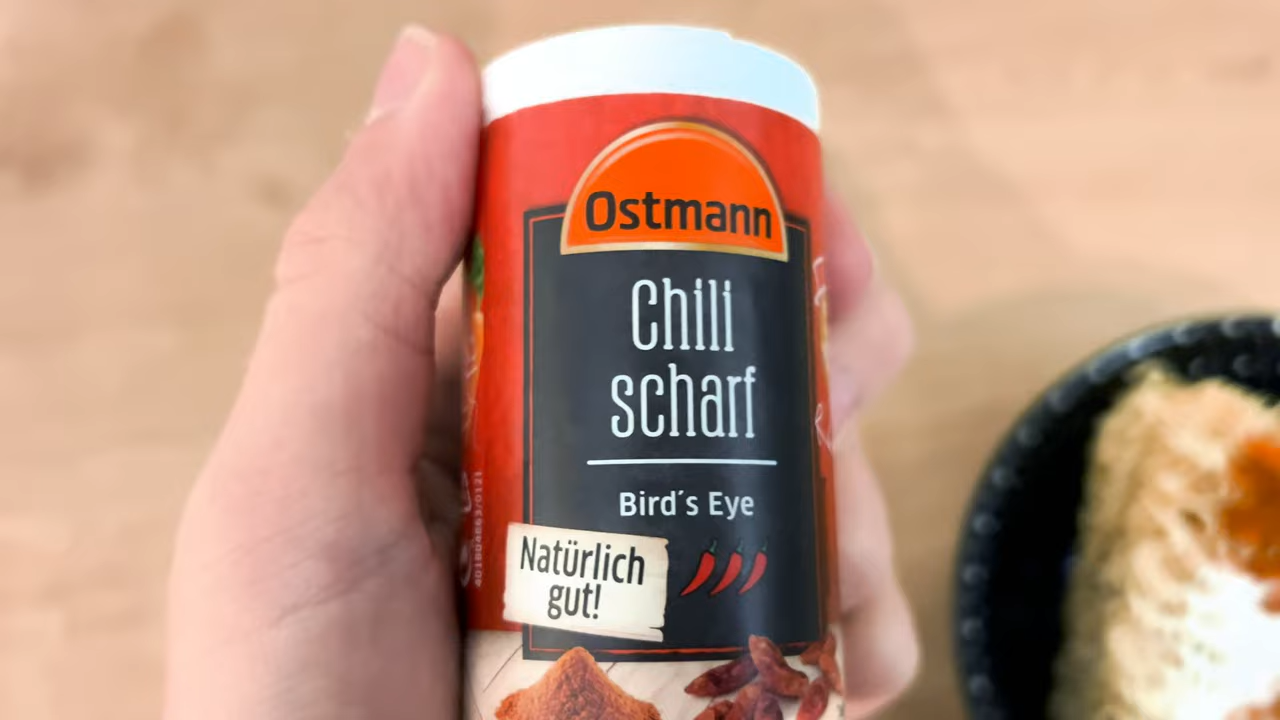 Ostmann
Chili
scharf
Bird´s Eye
Natürlich
gut!